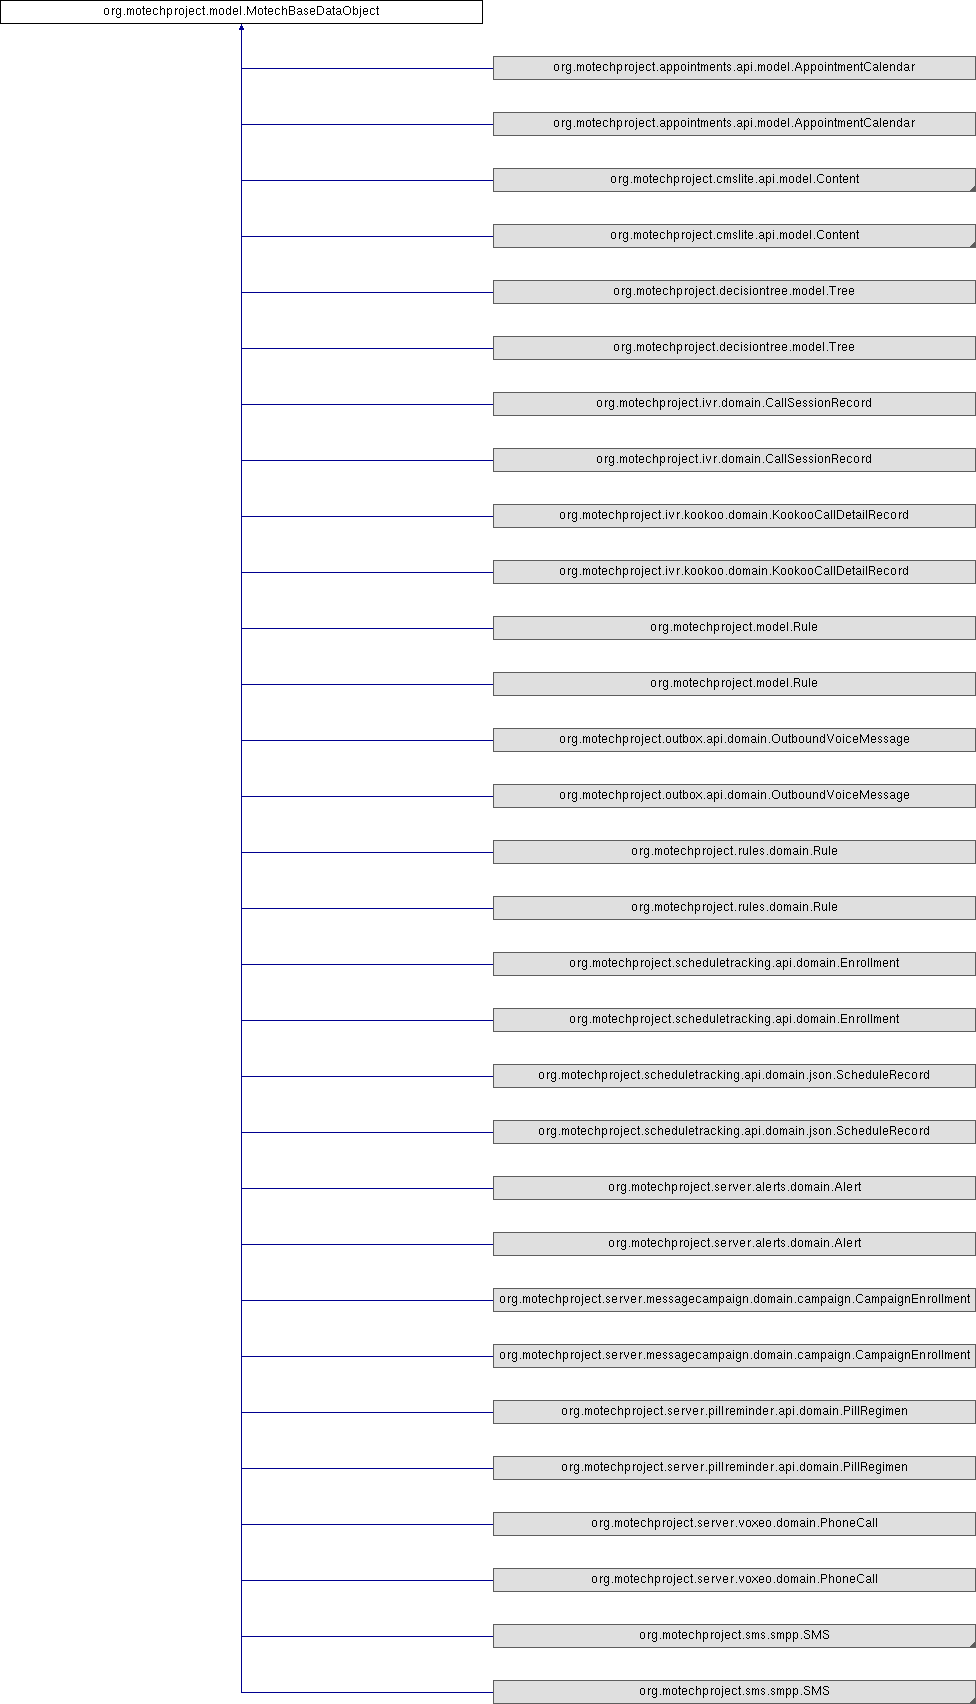 org.motechproject.model.MotechBaseDataObject
org.motechproject.appointments.api.model.AppointmentCalendar
org.motechproject.appointments.api.model.AppointmentCalendar
org.motechproject.cmslite.api.model.Content
org.motechproject.cmslite.api.model.Content
org.motechproject.decisiontree.model.Tree
org.motechproject.decisiontree.model.Tree
org.motechproject.ivr.domain.CallSessionRecord
org.motechproject.ivr.domain.CallSessionRecord
org.motechproject.ivr.kookoo.domain.KookooCallDetailRecord
org.motechproject.ivr.kookoo.domain.KookooCallDetailRecord
org.motechproject.model.Rule
org.motechproject.model.Rule
org.motechproject.outbox.api.domain.OutboundVoiceMessage
org.motechproject.outbox.api.domain.OutboundVoiceMessage
org.motechproject.rules.domain.Rule
org.motechproject.rules.domain.Rule
org.motechproject.scheduletracking.api.domain.Enrollment
org.motechproject.scheduletracking.api.domain.Enrollment
org.motechproject.scheduletracking.api.domain.json.ScheduleRecord
org.motechproject.scheduletracking.api.domain.json.ScheduleRecord
org.motechproject.server.alerts.domain.Alert
org.motechproject.server.alerts.domain.Alert
org.motechproject.server.messagecampaign.domain.campaign.CampaignEnrollment
org.motechproject.server.messagecampaign.domain.campaign.CampaignEnrollment
org.motechproject.server.pillreminder.api.domain.PillRegimen
org.motechproject.server.pillreminder.api.domain.PillRegimen
org.motechproject.server.voxeo.domain.PhoneCall
org.motechproject.server.voxeo.domain.PhoneCall
org.motechproject.sms.smpp.SMS
org.motechproject.sms.smpp.SMS